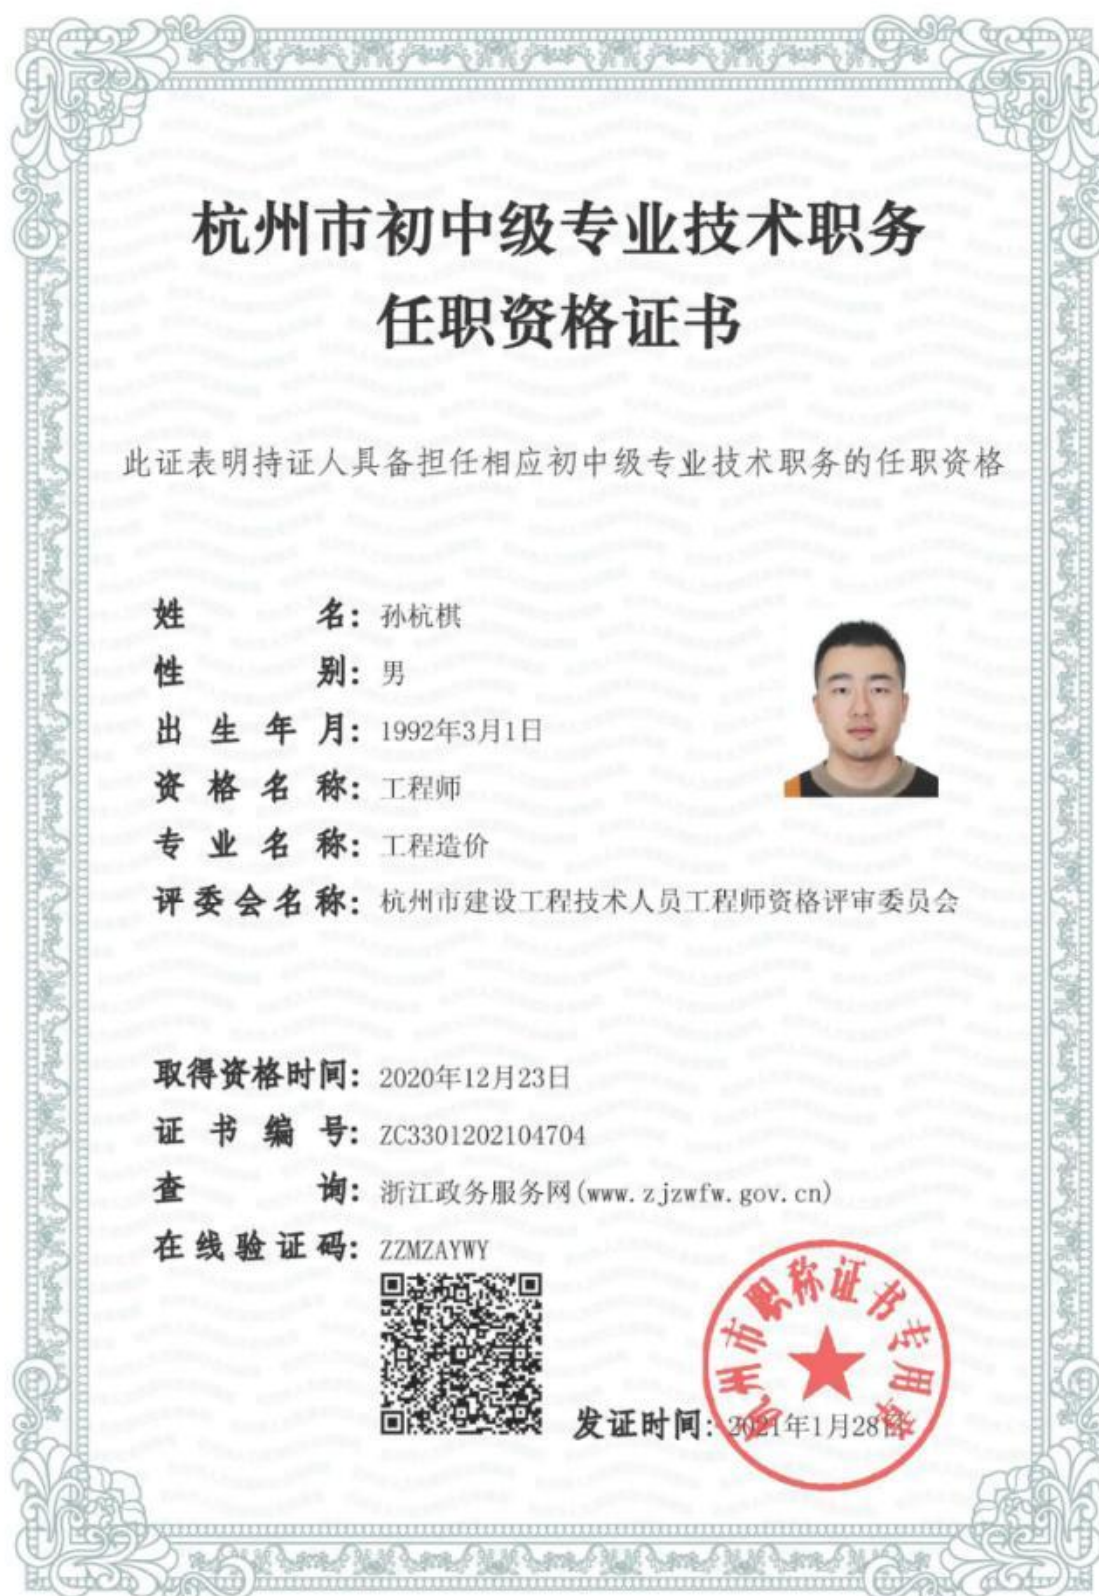 杭州市初中级专业技术职务
任职资格证书
此证表明持证人具备担任相应初中级专业技术职务的任职资格
姓名：孙杭棋
性别：男
出生年月：1992年3月1日
资格名称：工程师
专业名称：工程造价
评委会名称：杭州市建设工程技术人员工程师资格评审委员会
取得资格时间：2020年12月23日
证书编号：ZC3301202104704
查询：浙江政务服务网(www.zjzwfw.gov.cn)
在线验证码：ZZMZAYWY
杭州市职称证书专用章
发证时间：2021年1月28日